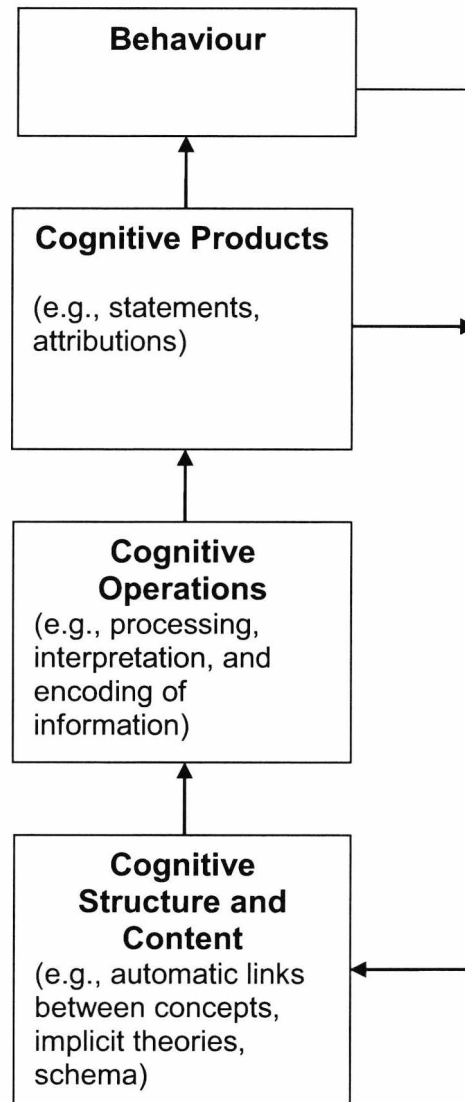 Behaviour
Cognitive Products
(e.g., statements,
attributions)
Cognitive
Operations
(e.g., processing,
interpretation, and
encoding of
information)
Cognitive
Structure and
Content
(e.g., automatic links
between concepts,
implicit theories,
schema)